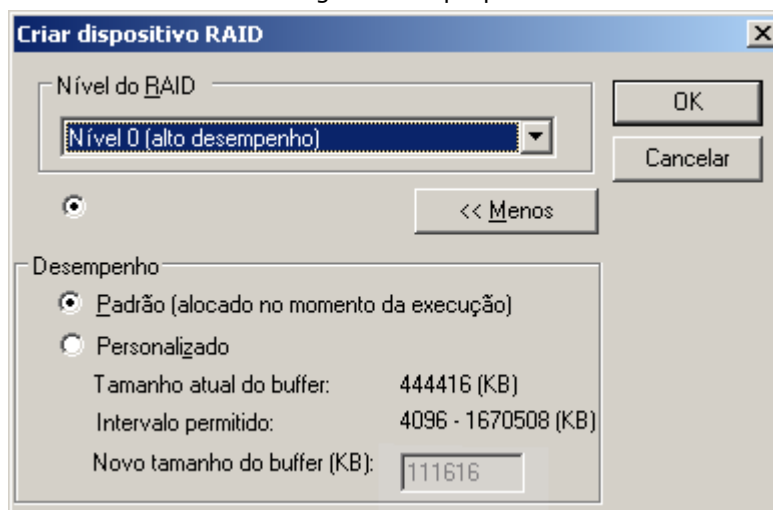 Criar dispositivo RAID
Nível do RAID
OK
Nível 0 (alto desempenho)
Cancelar
<< Menos
Desempenho
Padrão (alocado no momento da execução)
Personalizado
Tamanho atual do buffer: 444416 (KB)
Intervalo permitido: 4096 - 1670508 (KB)
Novo tamanho do buffer (KB): 111616